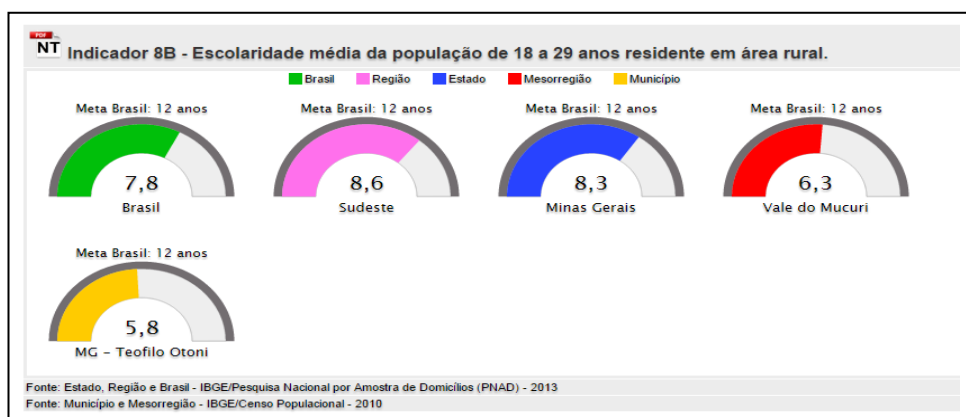 PDF
NT Indicador 8B - Escolaridade média da população de 18 a 29 anos residente em área rural.
Brasil Região Estado Mesorregião Município
Meta Brasil: 12 anos Meta Brasil: 12 anos Meta Brasil: 12 anos Meta Brasil: 12 anos
7,8 8,6 8,3 6,3
Brasil Sudeste Minas Gerais Vale do Mucuri
Meta Brasil: 12 anos
5,8
MG - Teofilo Otoni
Fonte: Estado, Região e Brasil - IBGE/Pesquisa Nacional por Amostra de Domicílios (PNAD) - 2013
Fonte: Município e Mesorregião - IBGE/Censo Populacional - 2010